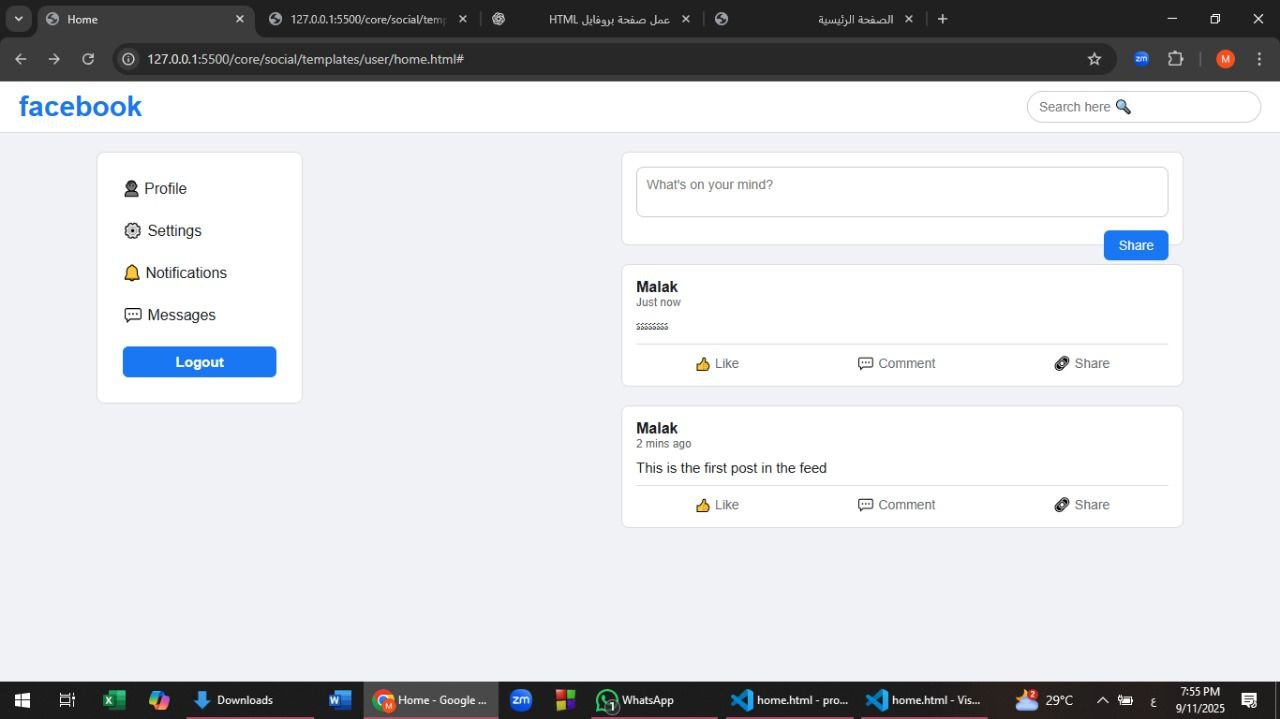 Home
127.0.0.1:5500/core/social/temp
عمل صفحة بروفايل HTML
الصفحة الرئيسية
127.0.0.1:5500/core/social/templates/user/home.html#
zm
M
facebook
Search here 🔍
Profile
Settings
Notifications
Messages
Logout
What's on your mind?
Share
Malak
Just now
👍 Like
💬 Comment
🔗 Share
Malak
2 mins ago
This is the first post in the feed
👍 Like
💬 Comment
🔗 Share
Downloads
Home - Google ...
zm
1
WhatsApp
home.html - pro...
home.html - Vis...
2
29°C
ع
7:55 PM
9/11/2025